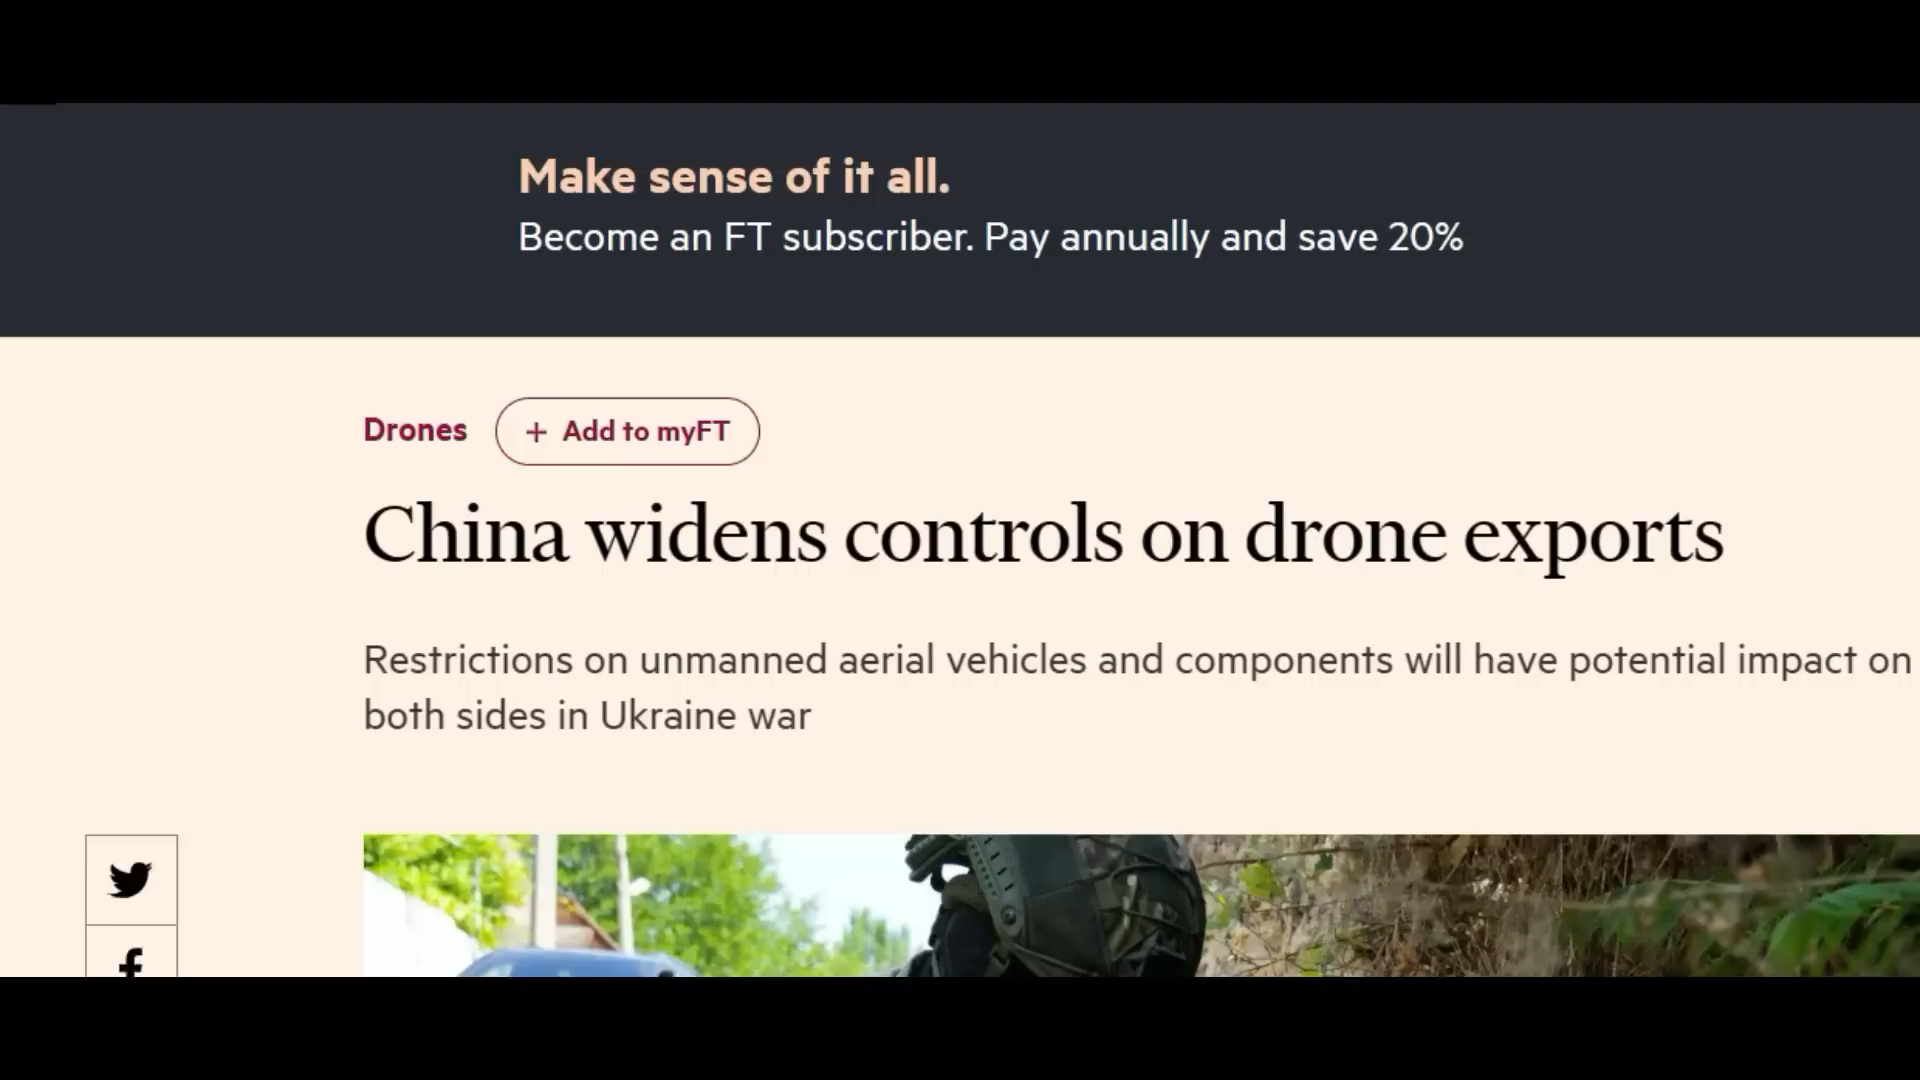 Make sense of it all.
Become an FT subscriber. Pay annually and save 20%
Drones
+ Add to myFT
China widens controls on drone exports
Restrictions on unmanned aerial vehicles and components will have potential impact on
both sides in Ukraine war